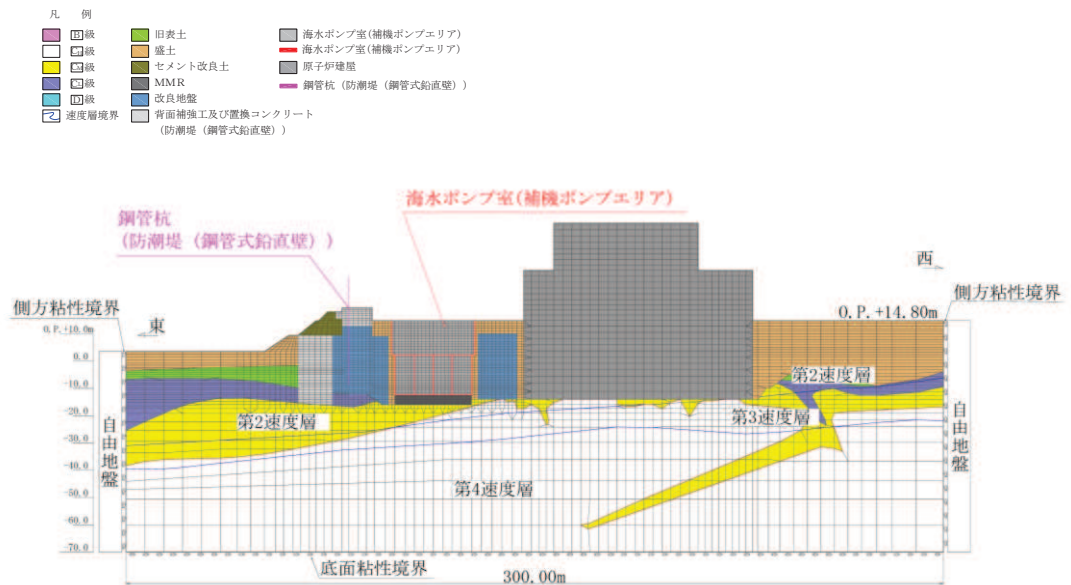 凡 例
B級
CH級
CM級
CL級
D級
速度層境界
旧表土
盛土
セメント改良土
MMR
改良地盤
背面補強工及び置換コンクリート
(防潮堤(鋼管式鉛直壁))
海水ポンプ室(補機ポンプエリア)
海水ポンプ室(補機ポンプエリア)
原子炉建屋
鋼管杭(防潮堤(鋼管式鉛直壁))
海水ポンプ室(補機ポンプエリア)
鋼管杭
(防潮堤(鋼管式鉛直壁))
西
側方粘性境界
側方粘性境界
O.P.+14.80m
O.P.+10.0m
東
0.0
-10.0
-20.0
-30.0
-40.0
-50.0
-60.0
-70.0
自由地盤
自由地盤
第2速度層
第2速度層
第3速度層
第4速度層
底面粘性境界
300.00m